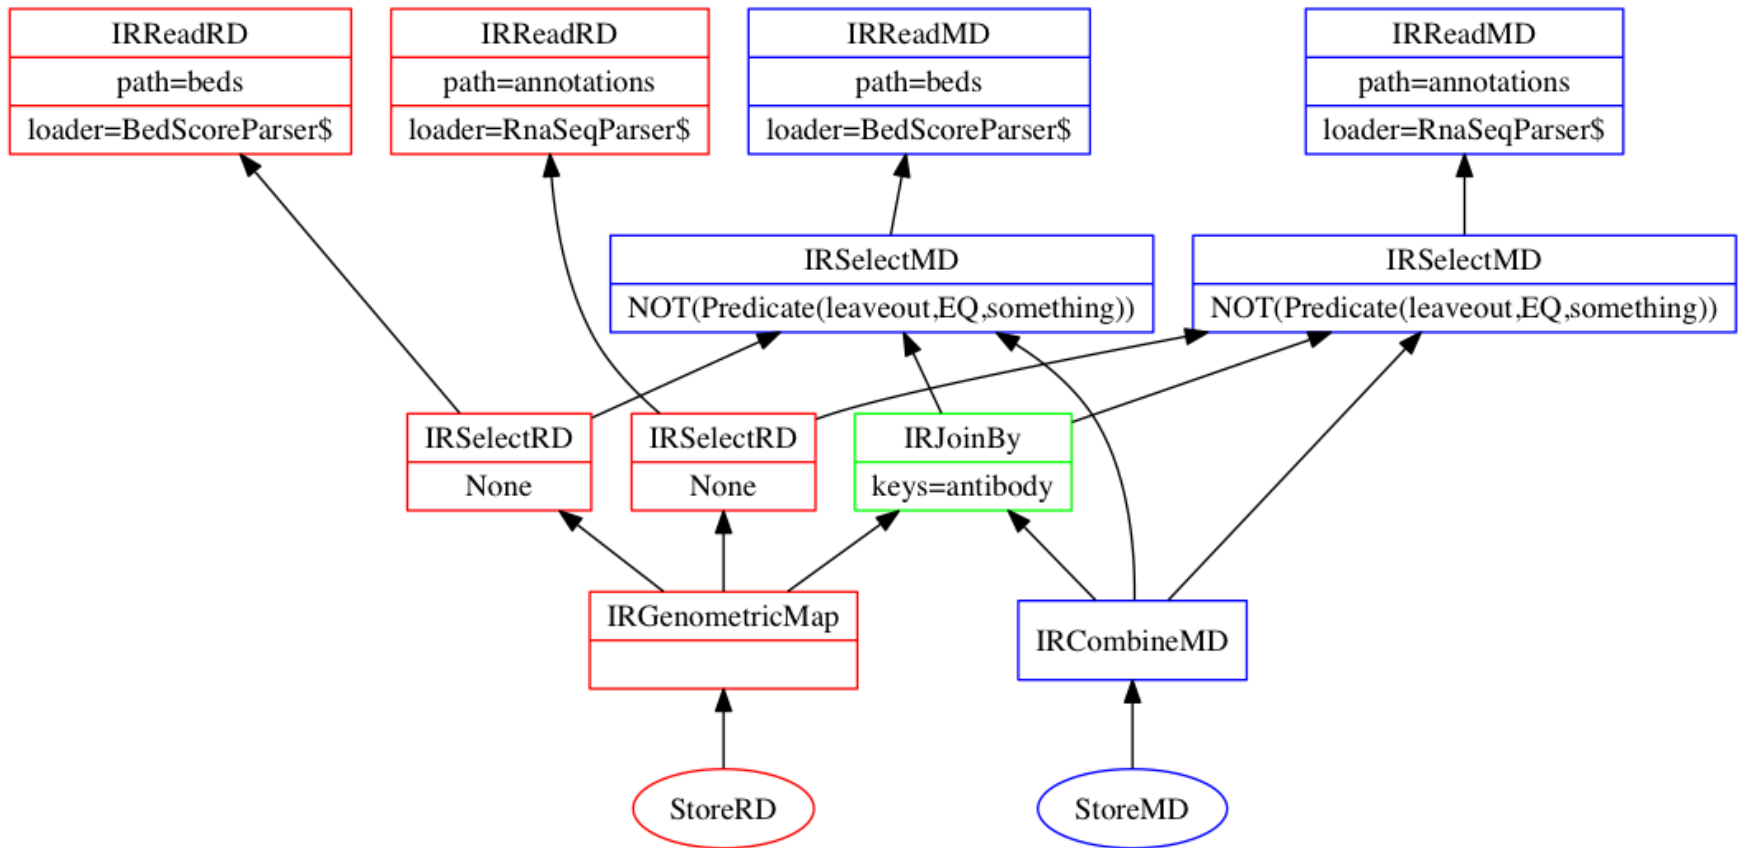 IRReadRD
path=beds
loader=BedScoreParser$
IRReadRD
path=annotations
loader=RnaSeqParser$
IRReadMD
path=beds
loader=BedScoreParser$
IRReadMD
path=annotations
loader=RnaSeqParser$
IRSelectMD
NOT(Predicate(leaveout,EQ,something))
IRSelectMD
NOT(Predicate(leaveout,EQ,something))
IRSelectRD
None
IRSelectRD
None
IRJoinBy
keys=antibody
IRGenometricMap
IRCombineMD
StoreRD
StoreMD